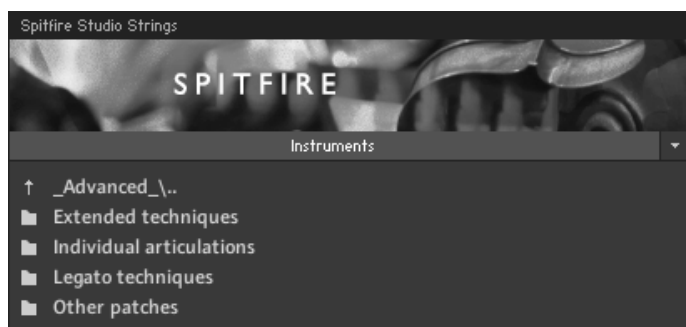 Spitfire Studio Strings
SPITFIRE
Instruments
↑ _Advanced_\..
Extended techniques
Individual articulations
Legato techniques
Other patches